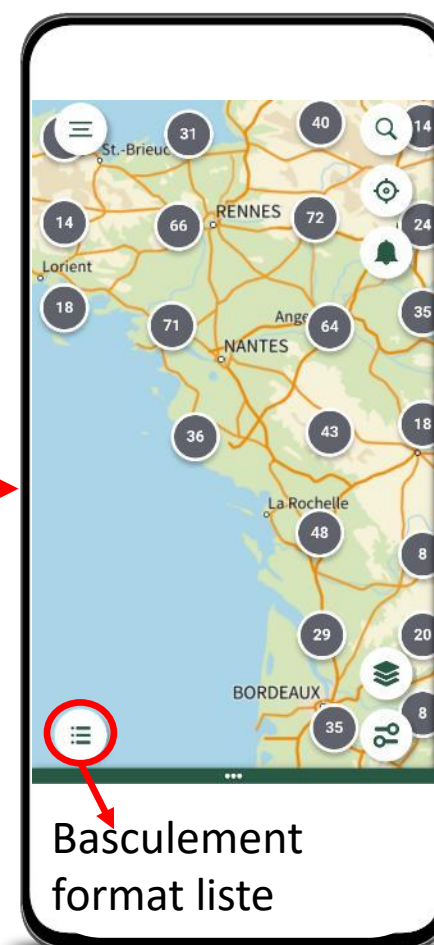 31
40
14
St.-Brieuc
14
66
RENNES
72
24
Lorient
18
71
Ange
64
35
NANTES
36
43
18
La Rochelle
48
8
29
20
BORDEAUX
35
8
Basculement
format liste